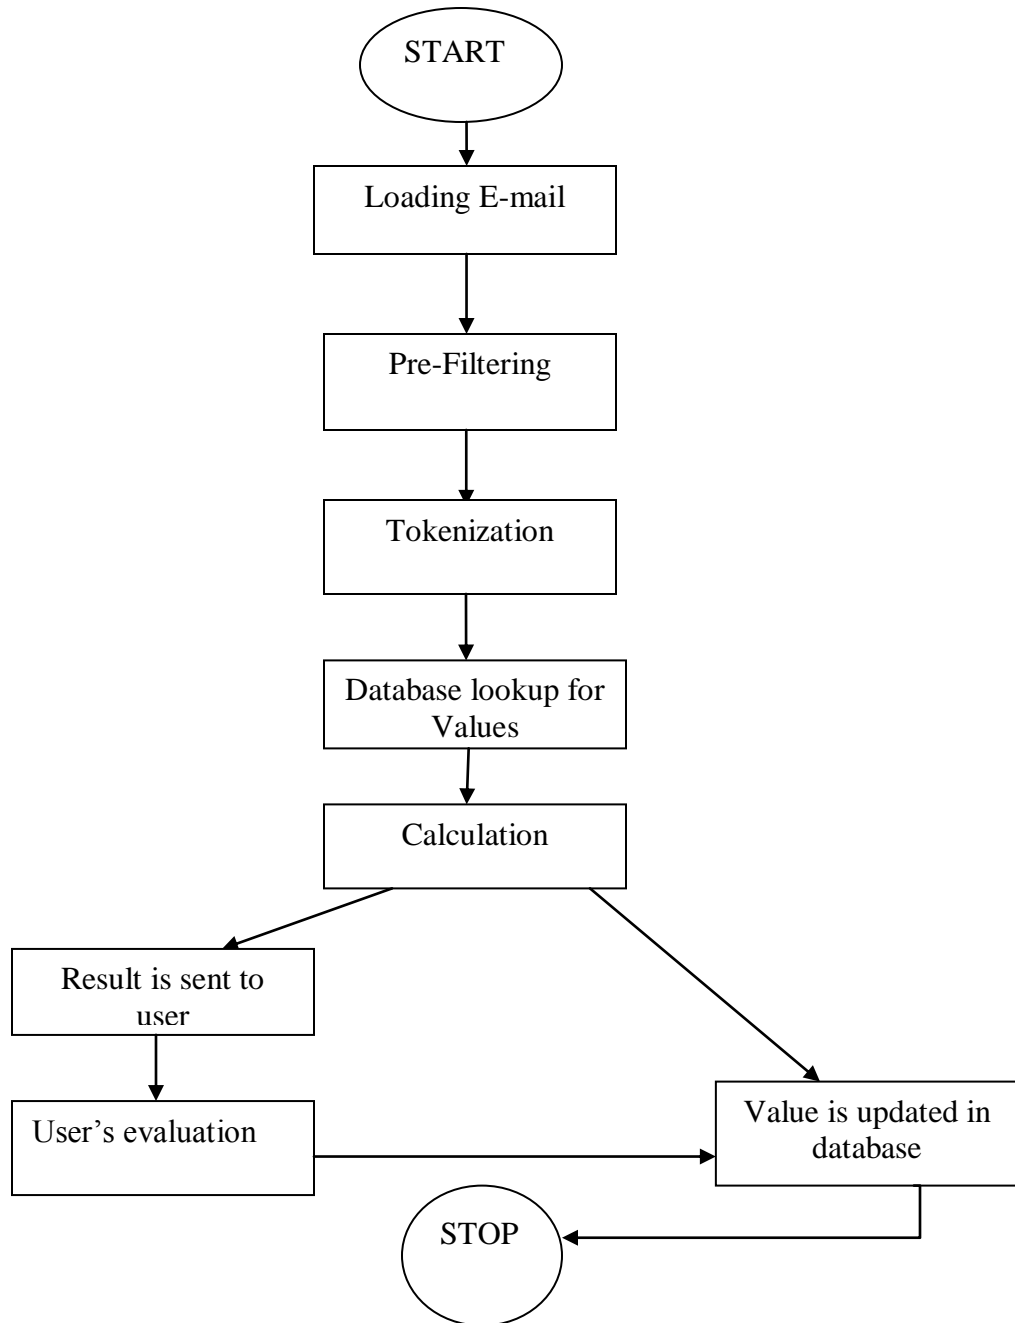 START
Loading E-mail
Pre-Filtering
Tokenization
Database lookup for
Values
Calculation
Result is sent to
user
User’s evaluation
Value is updated in
database
STOP